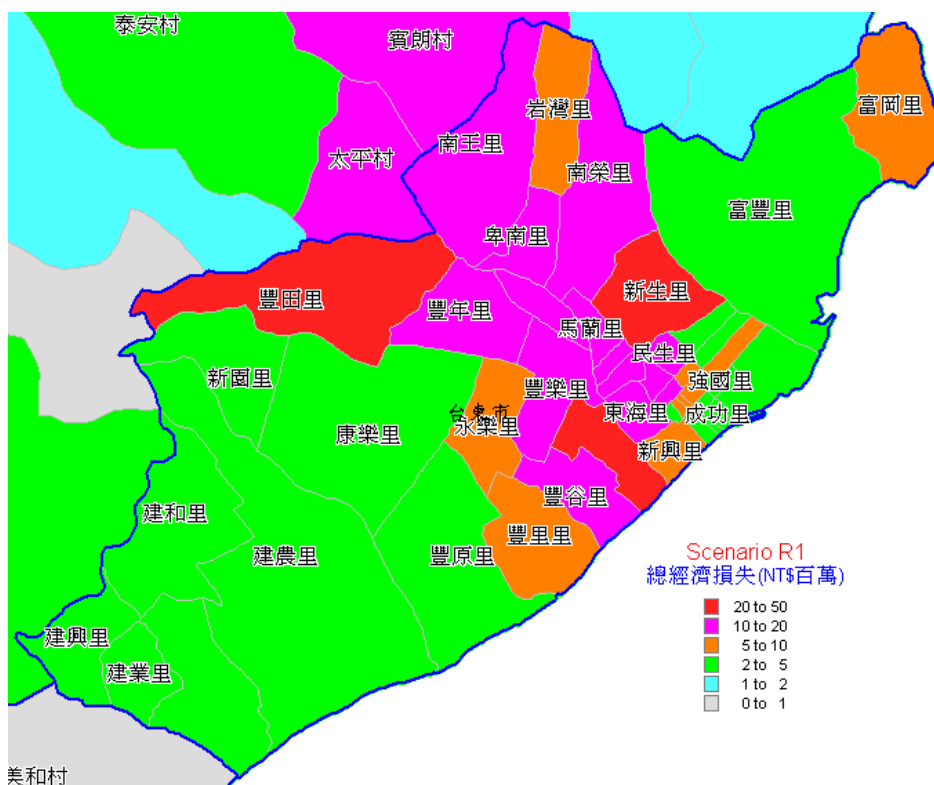 泰安村
賓朗村
富岡里
岩灣里
南王里
太平村
南榮里
富豐里
卑南里
豐田里
新生里
豐年里
馬蘭里
民生里
新園里
豐樂里
強國里
台東市
永樂里
東海里
成功里
康樂里
新興里
豐谷里
建和里
豐里里
建農里
豐原里
Scenario R1
總經濟損失(NT$百萬)
20 to 50
10 to 20
5 to 10
2 to 5
1 to 2
0 to 1
建興里
建業里
美和村